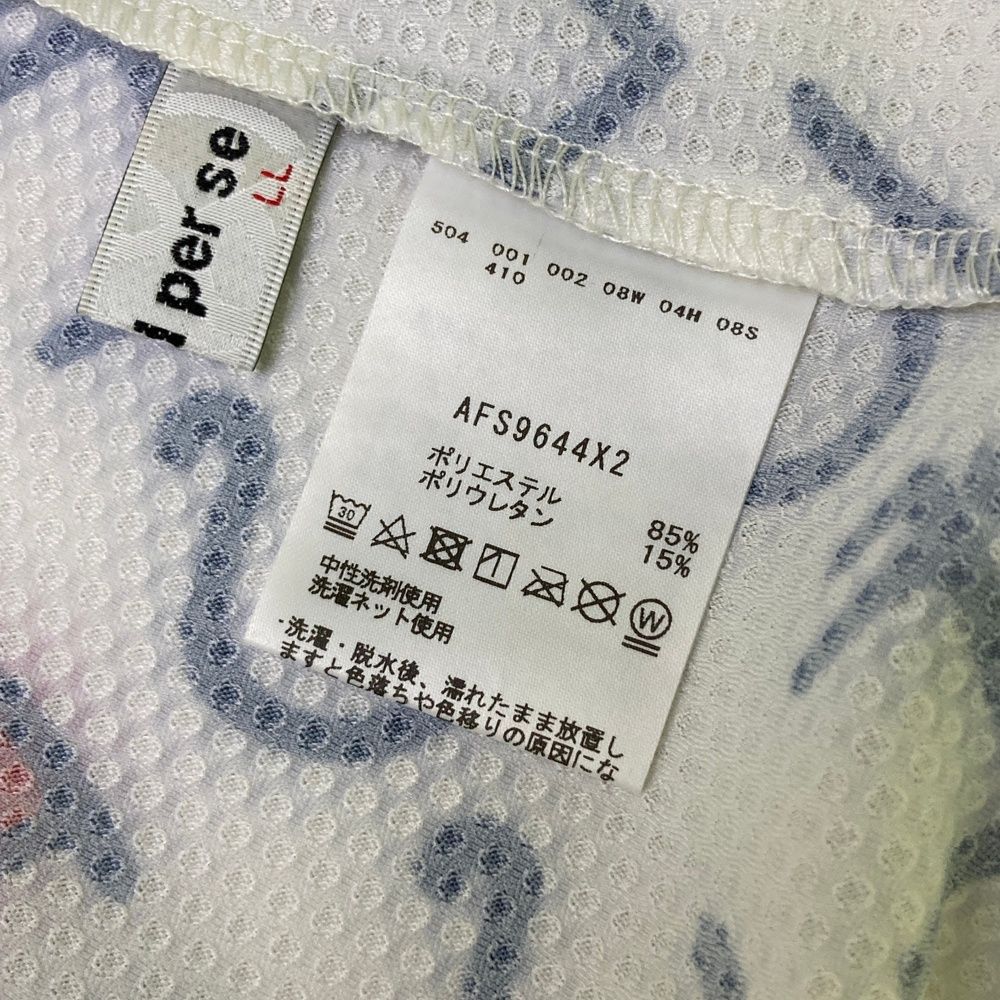 per se
LL
504 001 002 08W 04H 08S
410
AFS9644X2
ポリエステル 85%
ポリウレタン 15%
30
W
中性洗剤使用
洗濯ネット使用
・洗濯・脱水後、濡れたまま放置し
ますと色落ちや色移りの原因にな